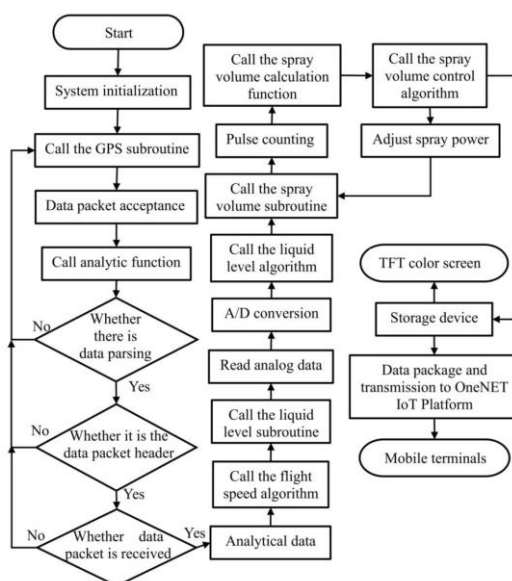 Start
System initialization
Call the GPS subroutine
Data packet acceptance
Call analytic function
Whether
there is
data parsing
No
Yes
Whether it is the
data packet header
No
Yes
Whether data
packet is received
No
Yes
Analytical data
Call the flight
speed algorithm
Call the liquid
level subroutine
Read analog data
A/D conversion
Call the liquid
level algorithm
Call the spray
volume subroutine
Pulse counting
Call the spray
volume calculation
function
Call the spray
volume control
algorithm
Adjust spray power
TFT color screen
Storage device
Data package and
transmission to OneNET
IoT Platform
Mobile terminals